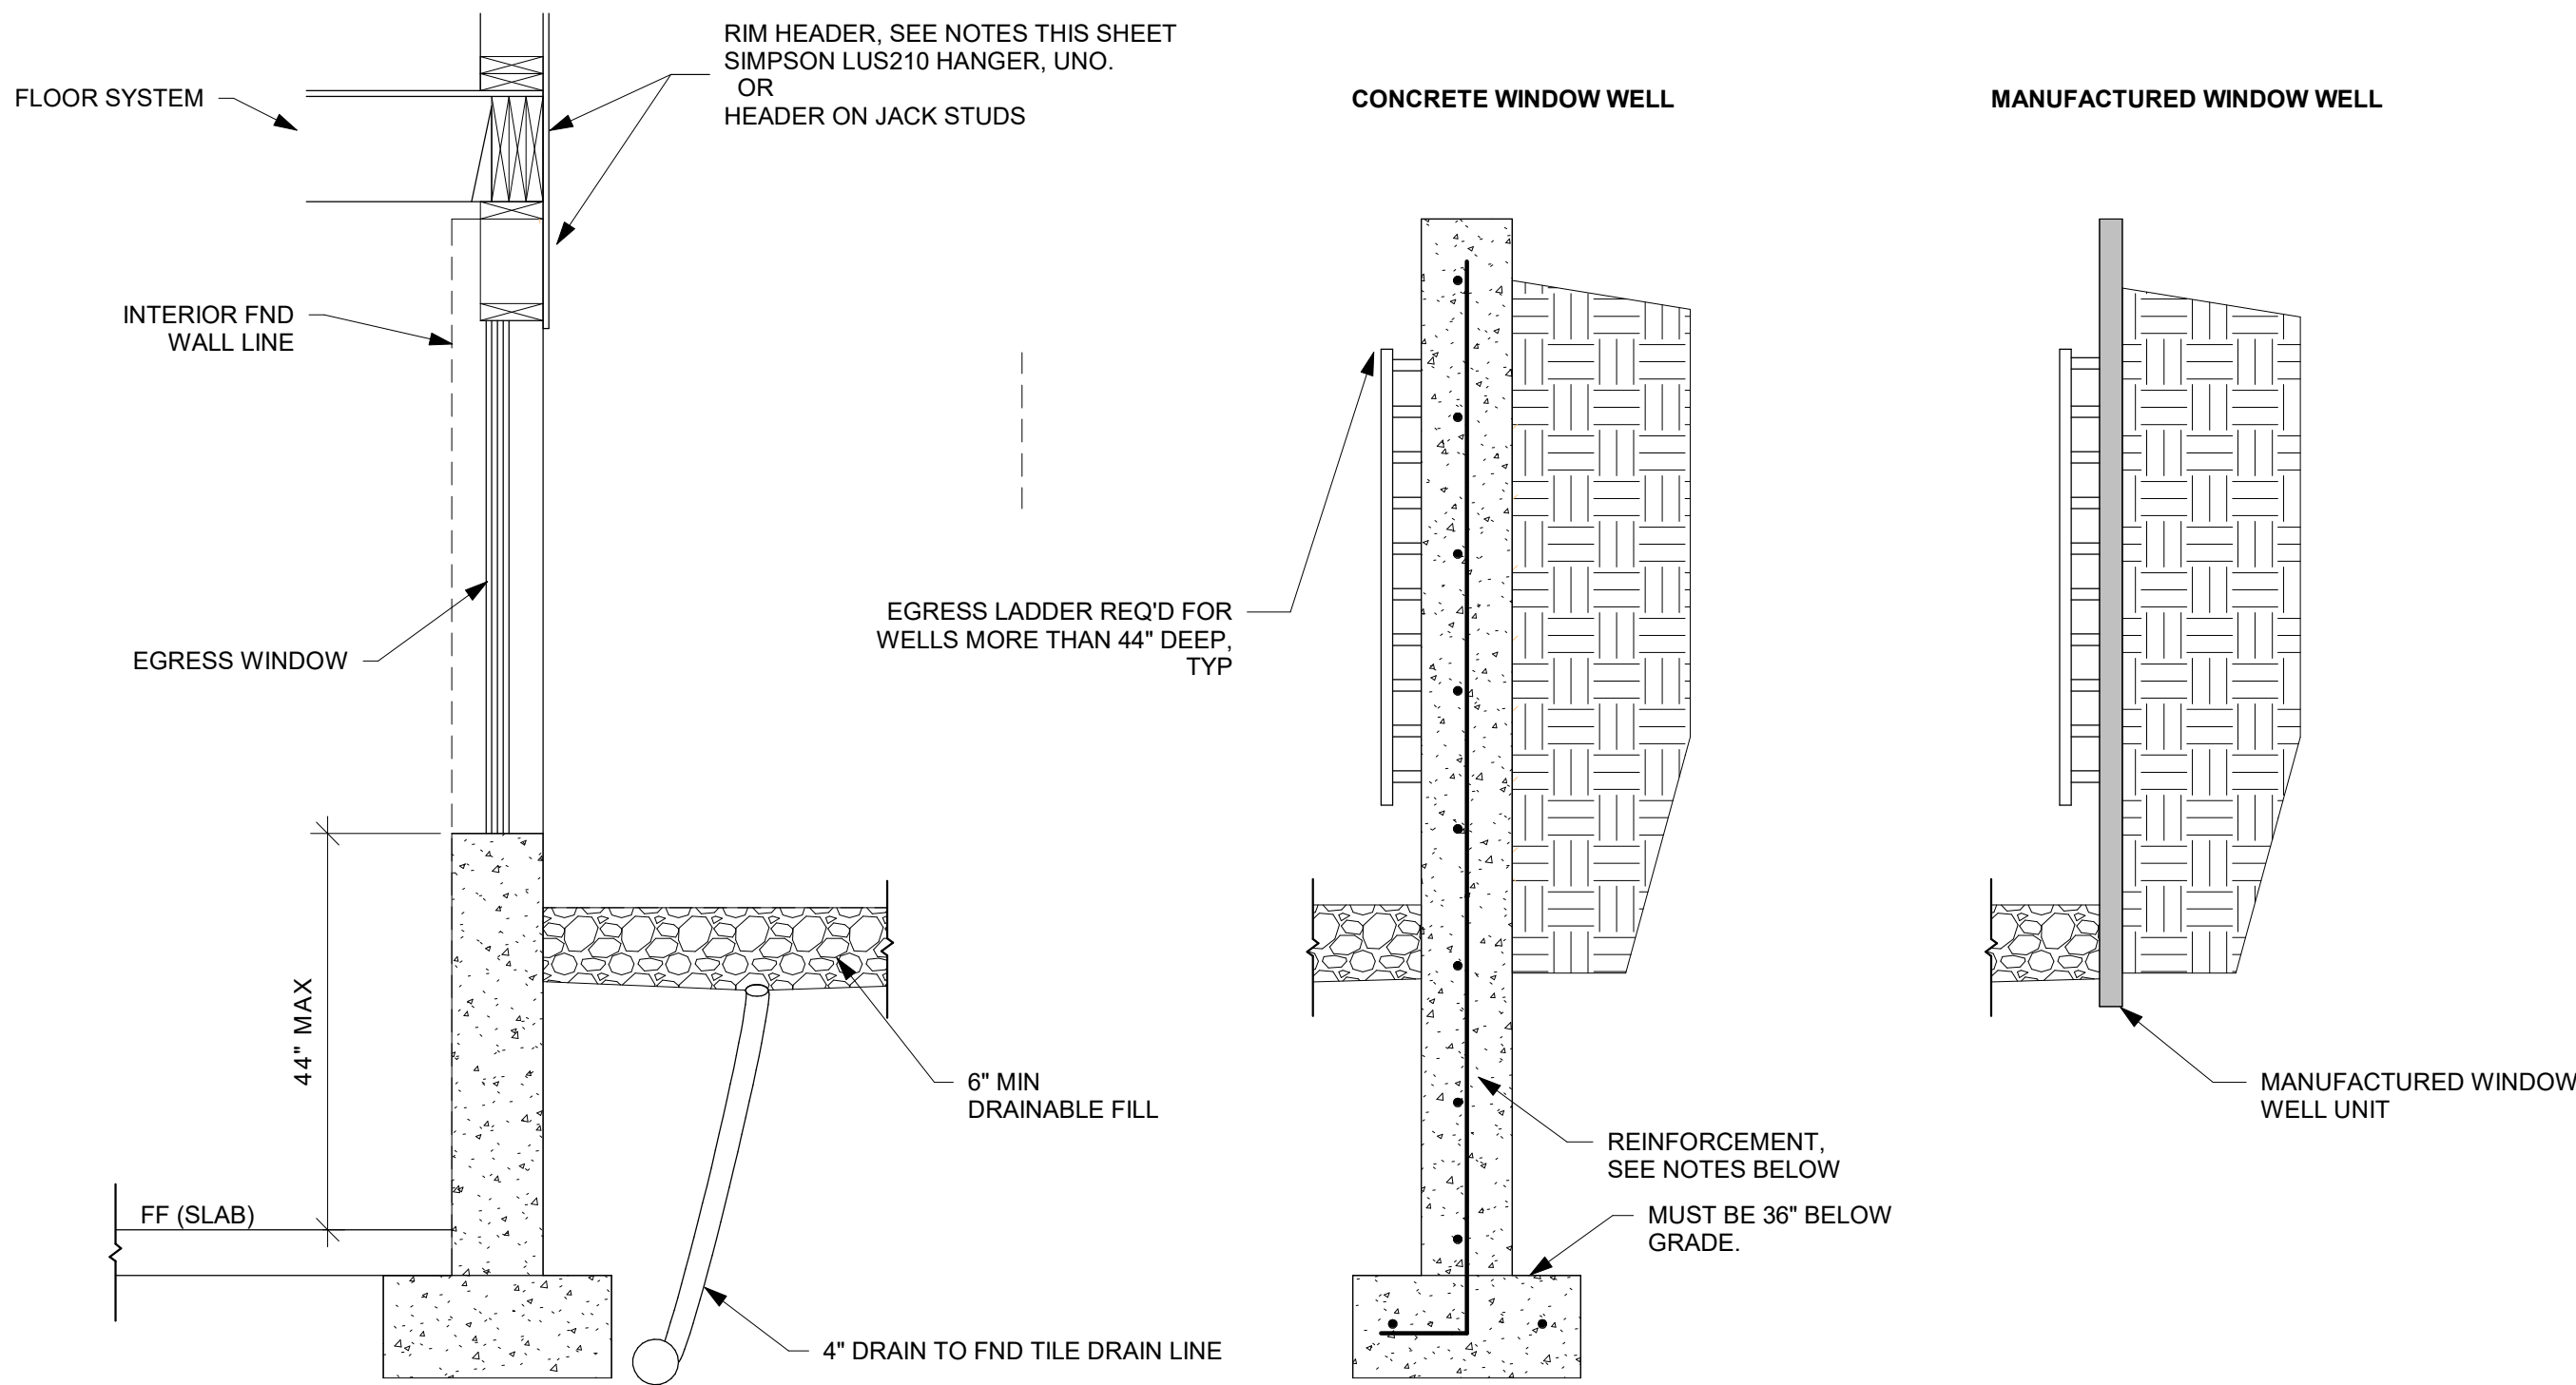 RIM HEADER, SEE NOTES THIS SHEET
SIMPSON LUS210 HANGER, UNO.
OR
HEADER ON JACK STUDS
FLOOR SYSTEM
CONCRETE WINDOW WELL
MANUFACTURED WINDOW WELL
INTERIOR FND
WALL LINE
EGRESS WINDOW
EGRESS LADDER REQ'D FOR
WELLS MORE THAN 44" DEEP,
TYP
44" MAX
6" MIN
DRAINABLE FILL
MANUFACTURED WINDOW
WELL UNIT
REINFORCEMENT,
SEE NOTES BELOW
MUST BE 36" BELOW
GRADE.
FF (SLAB)
4" DRAIN TO FND TILE DRAIN LINE